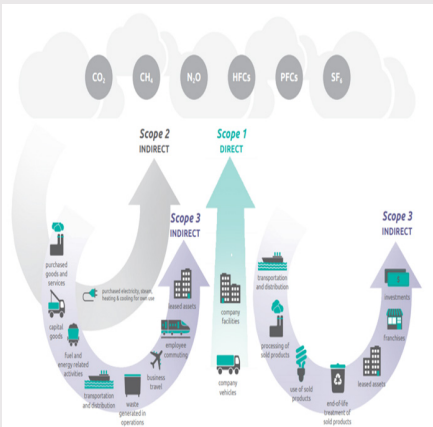 CO₂
CH₄
N₂O
HFCs
PFCs
SF₆
Scope 2
INDIRECT
Scope 1
DIRECT
Scope 3
INDIRECT
Scope 3
INDIRECT
purchased
goods and
services
capital
goods
fuel and
energy related
activities
transportation
and distribution
waste
generated in
operations
business
travel
employee
commuting
leased assets
purchased electricity, steam,
heating & cooling for own use
company
facilities
company
vehicles
transportation
and distribution
processing of
sold products
use of sold
products
end-of-life
treatment of
sold products
leased assets
franchises
investments